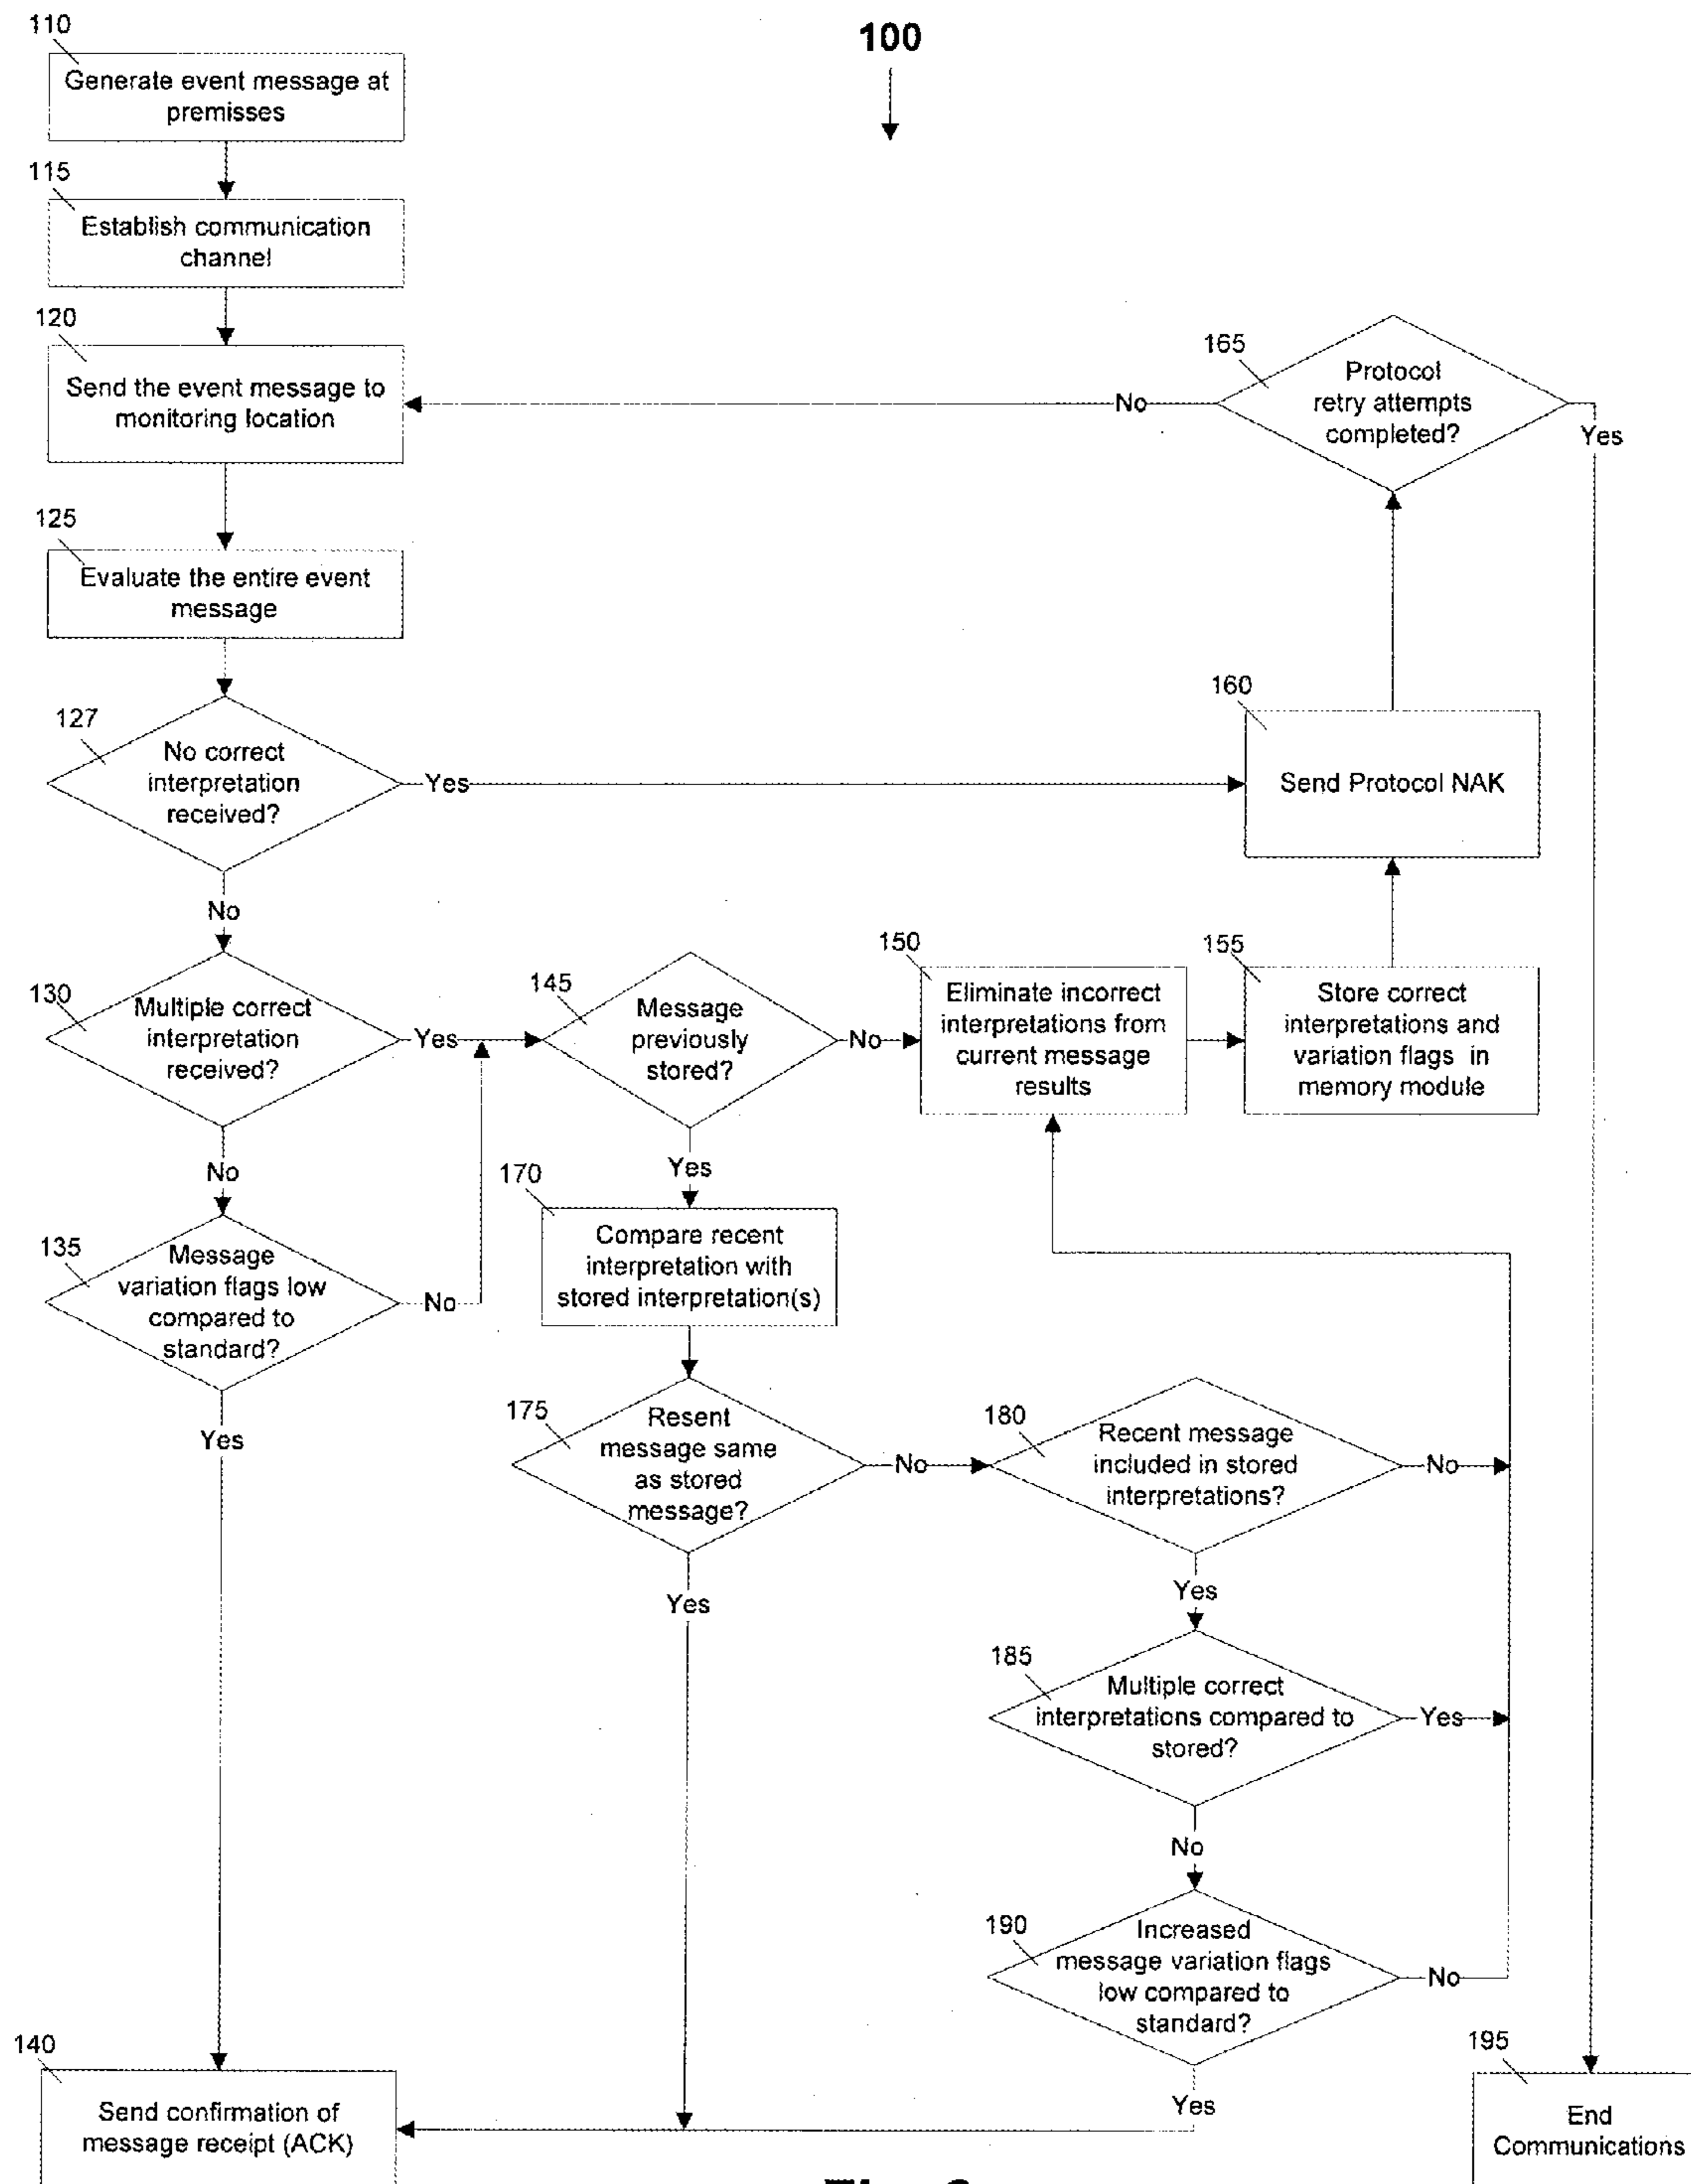 110
100
Generate event message at
premisses
115
Establish communication
channel
120
Send the event message to
monitoring location
165
Protocol
retry attempts
completed?
No
Yes
125
Evaluate the entire event
message
127
No correct
interpretation
received?
Yes
160
Send Protocol NAK
No
130
Multiple correct
interpretation
received?
Yes
145
Message
previously
stored?
No
150
Eliminate incorrect
interpretations from
current message
results
155
Store correct
interpretations and
variation flags in
memory module
No
Yes
135
Message
variation flags low
compared to
standard?
No
170
Compare recent
interpretation with
stored interpretation(s)
Yes
175
Resent
message same
as stored
message?
No
180
Recent message
included in stored
interpretations?
No
Yes
Yes
185
Multiple correct
interpretations compared to
stored?
Yes
No
190
Increased
message variation flags
low compared to
standard?
No
Yes
140
Send confirmation of
message receipt (ACK)
195
End
Communications